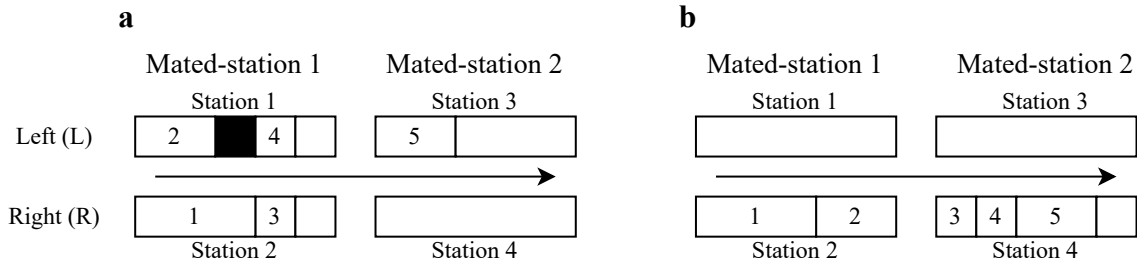 a
b
Mated-station 1
Mated-station 2
Mated-station 1
Mated-station 2
Station 1
Station 3
Station 1
Station 3
Left (L)
2
4
5
Right (R)
1
3
1
2
3
4
5
Station 2
Station 4
Station 2
Station 4